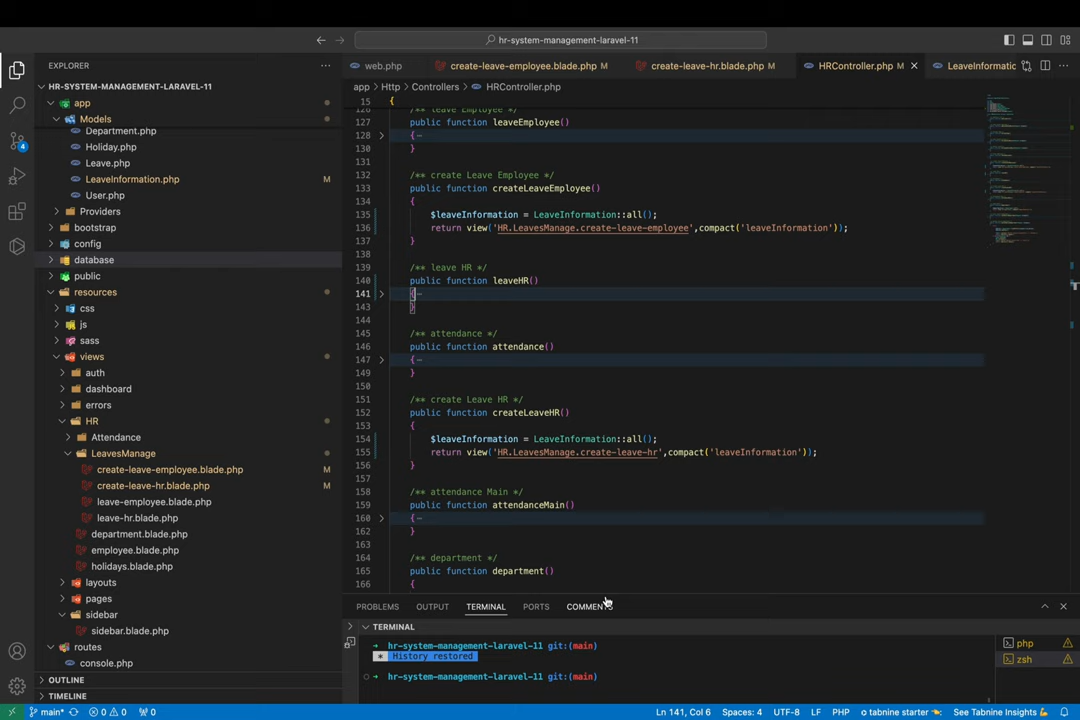 hr-system-management-laravel-11
EXPLORER
HR-SYSTEM-MANAGEMENT-LARAVEL-11
app
Models
Department.php
Holiday.php
Leave.php
LeaveInformation.php M
User.php
Providers
bootstrap
config
database
public
resources
css
js
sass
views
auth
dashboard
errors
HR
Attendance
LeavesManage
create-leave-employee.blade.php M
create-leave-hr.blade.php M
leave-employee.blade.php
leave-hr.blade.php
department.blade.php
employee.blade.php
holidays.blade.php
layouts
pages
sidebar
sidebar.blade.php
routes
console.php
OUTLINE
TIMELINE
4
web.php create-leave-employee.blade.php M create-leave-hr.blade.php M HRController.php M LeaveInformatic
app > Http > Controllers > HRController.php
15 {
126 /** leave Employee */
127 public function leaveEmployee()
128 {
130 }
131
132 /** create Leave Employee */
133 public function createLeaveEmployee()
134 {
135 $leaveInformation = LeaveInformation::all();
136 return view('HR.LeavesManage.create-leave-employee',compact('leaveInformation'));
137 }
138
139 /** leave HR */
140 public function leaveHR()
141 {
143 }
144
145 /** attendance */
146 public function attendance()
147 {
149 }
150
151 /** create Leave HR */
152 public function createLeaveHR()
153 {
154 $leaveInformation = LeaveInformation::all();
155 return view('HR.LeavesManage.create-leave-hr',compact('leaveInformation'));
156 }
157
158 /** attendance Main */
159 public function attendanceMain()
160 {
162 }
163
164 /** department */
165 public function department()
166 {
PROBLEMS OUTPUT TERMINAL PORTS COMMENTS
TERMINAL
hr-system-management-laravel-11 git:(main)
* History restored
hr-system-management-laravel-11 git:(main)
php
zsh
main* 0 0 0 Ln 141, Col 6 Spaces: 4 UTF-8 LF PHP tabnine starter See Tabnine Insights